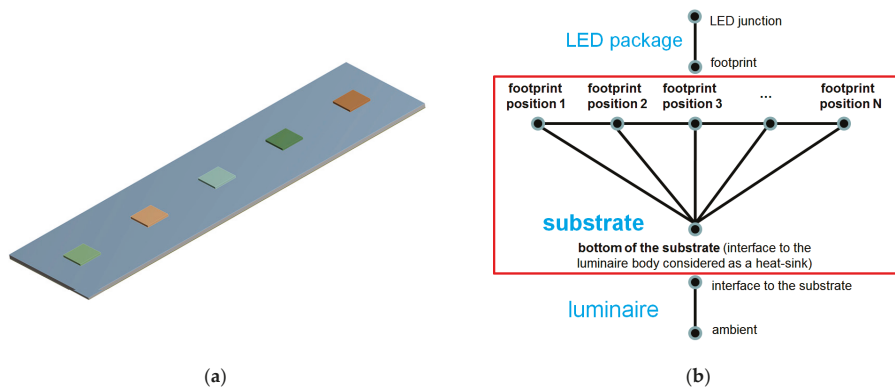 LED junction
LED package
footprint
footprint footprint footprint ... footprint
position 1 position 2 position 3 position N
substrate
bottom of the substrate (interface to the
luminaire body considered as a heat-sink)
interface to the substrate
luminaire
ambient
(a) (b)